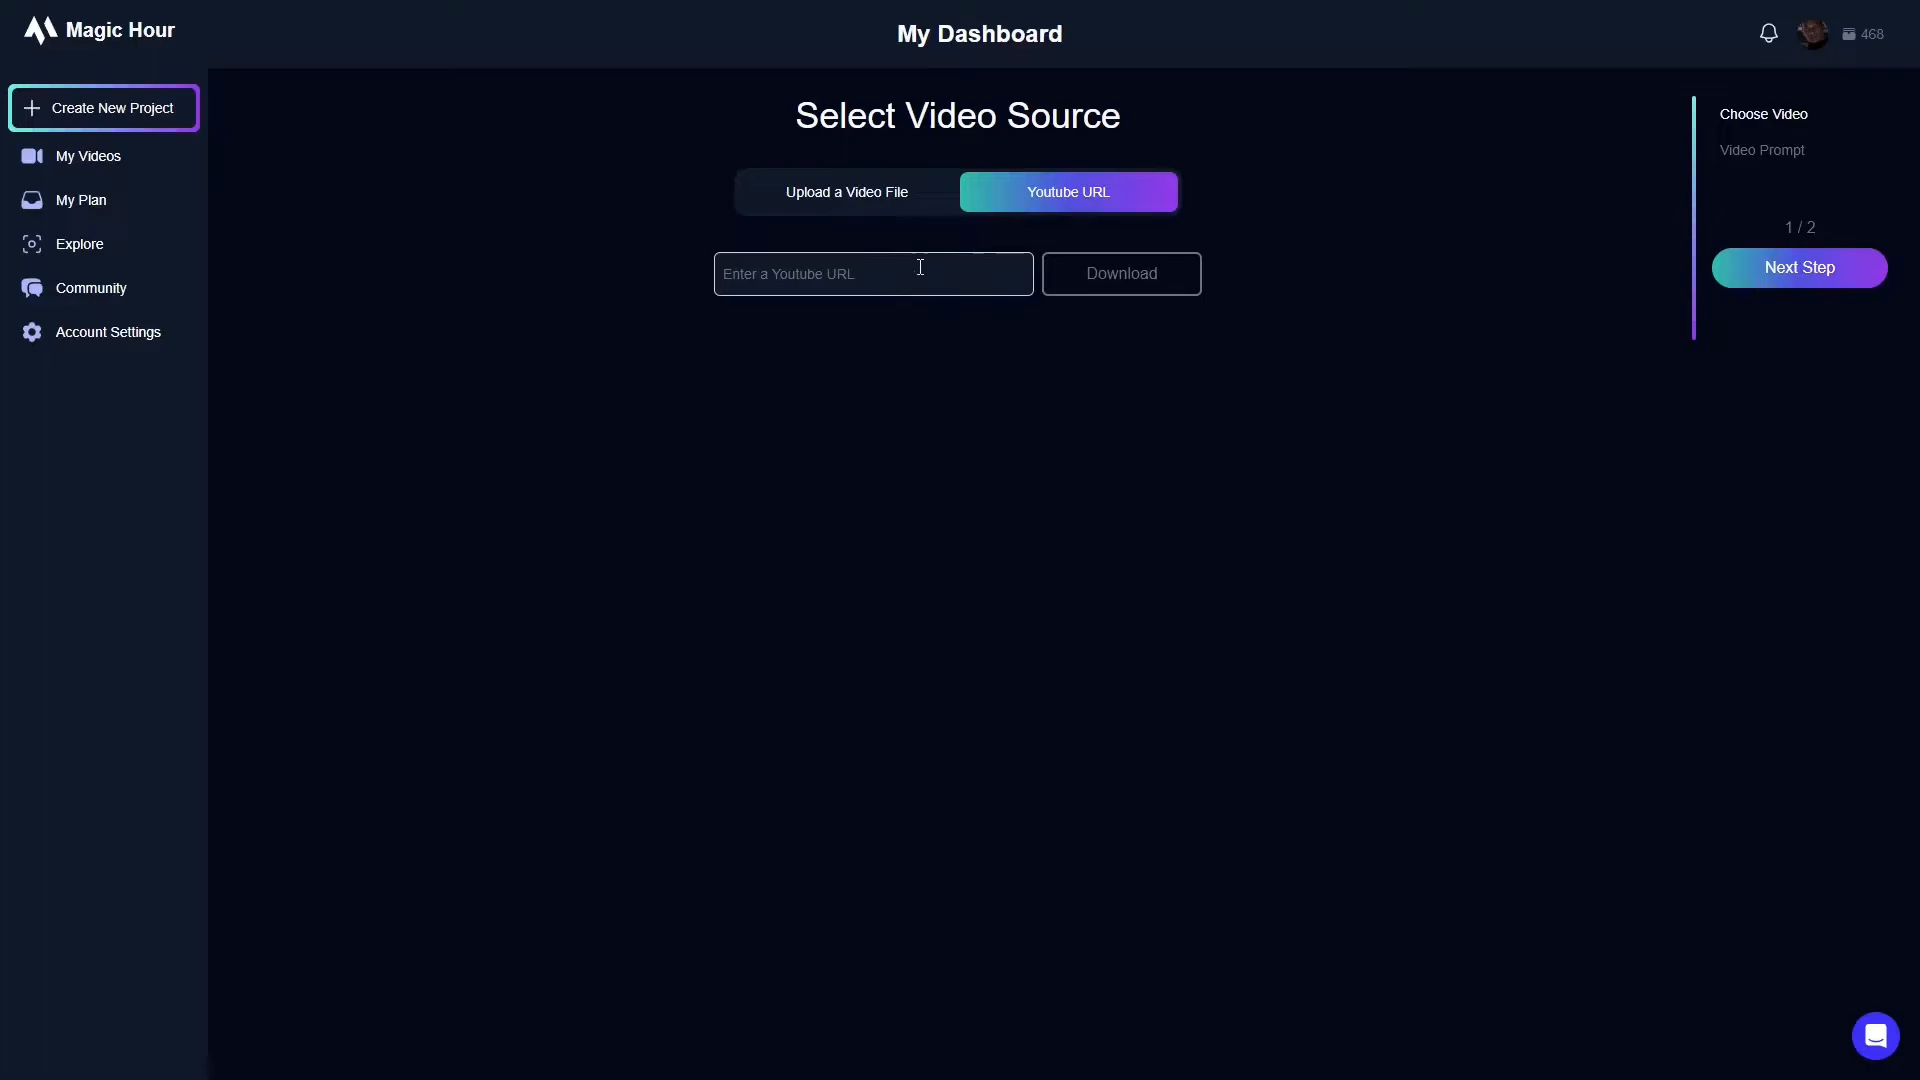 Magic Hour
My Dashboard
468
Create New Project
My Videos
My Plan
Explore
Community
Account Settings
Select Video Source
Upload a Video File
Youtube URL
Enter a Youtube URL
Download
Choose Video
Video Prompt
1 / 2
Next Step